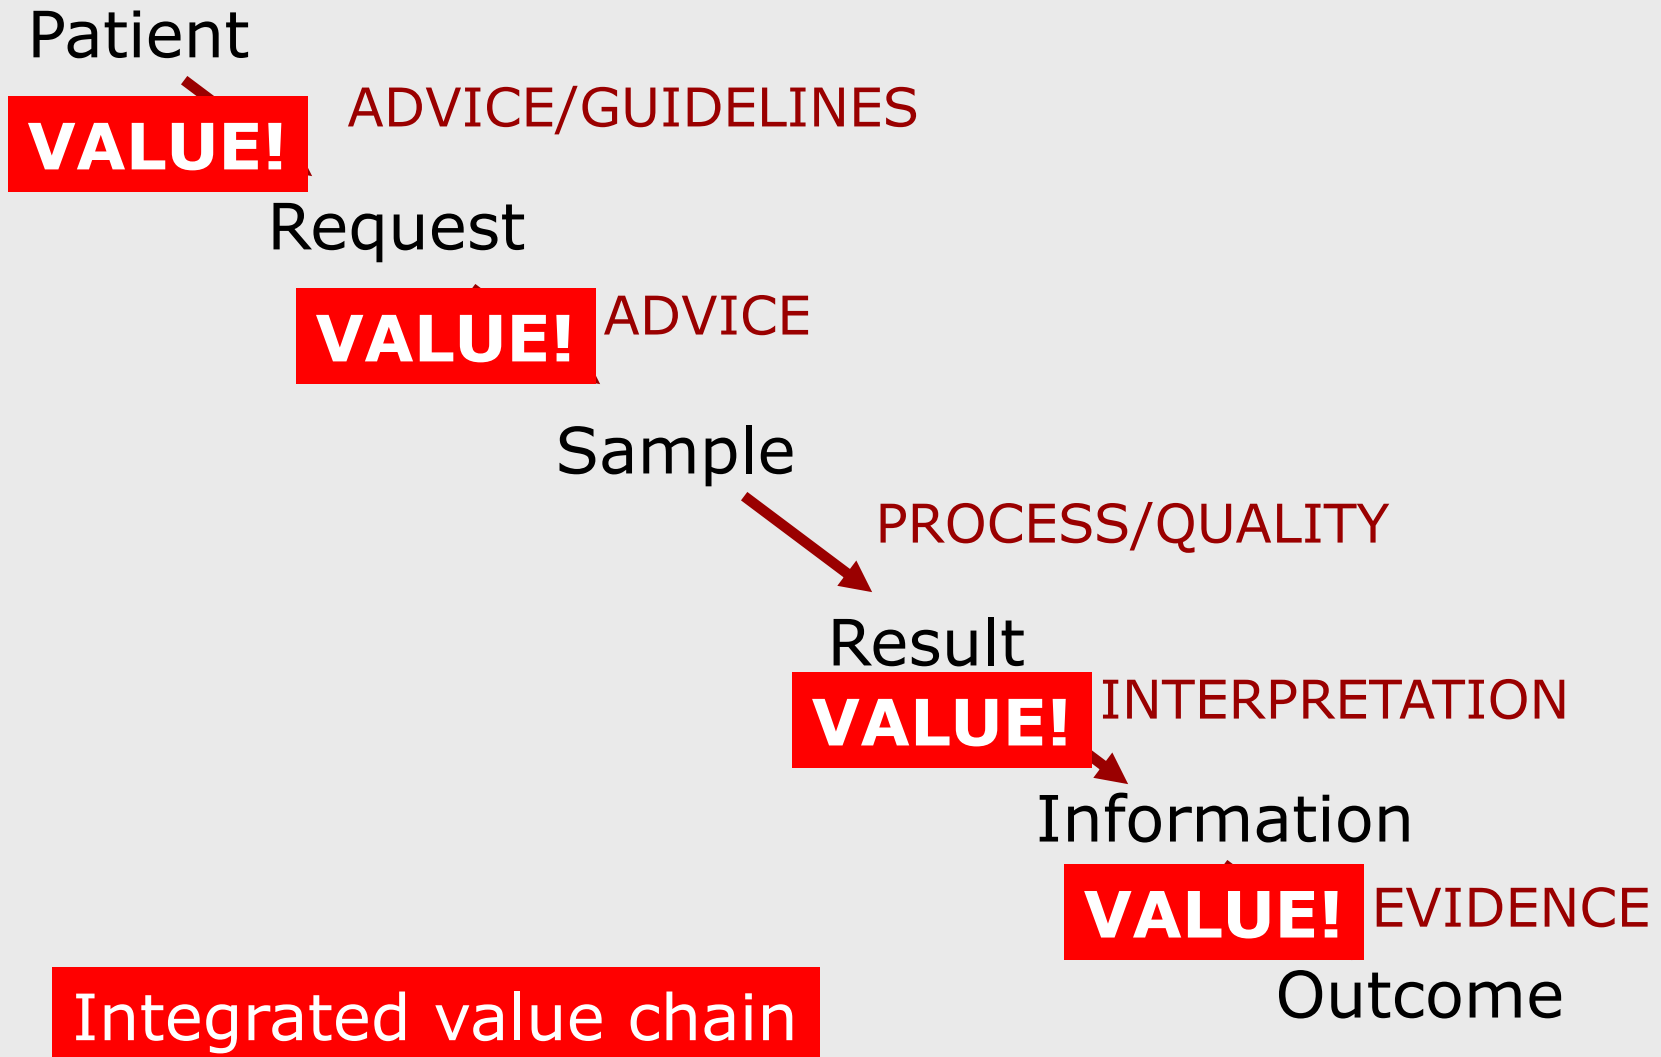 Patient
ADVICE/GUIDELINES
VALUE!
Request
ADVICE
VALUE!
Sample
PROCESS/QUALITY
Result
INTERPRETATION
VALUE!
Information
EVIDENCE
VALUE!
Outcome
Integrated value chain